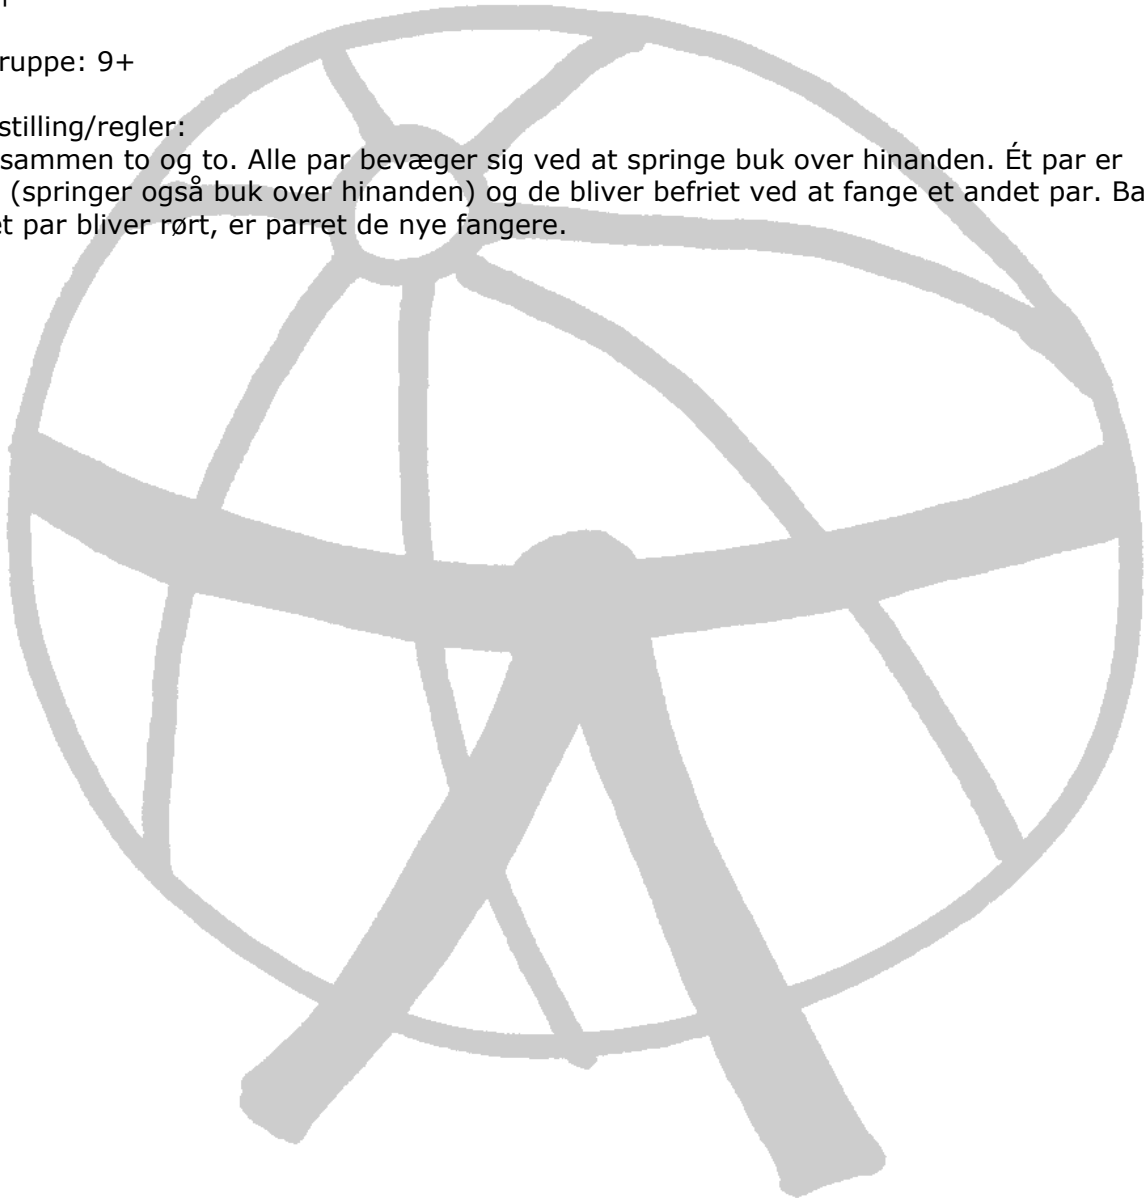 ruppe: 9+
stilling/regler:
sammen to og to. Alle par bevæger sig ved at springe buk over hinanden. Ét par er
(springer også buk over hinanden) og de bliver befriet ved at fange et andet par. Ba
et par bliver rørt, er parret de nye fangere.